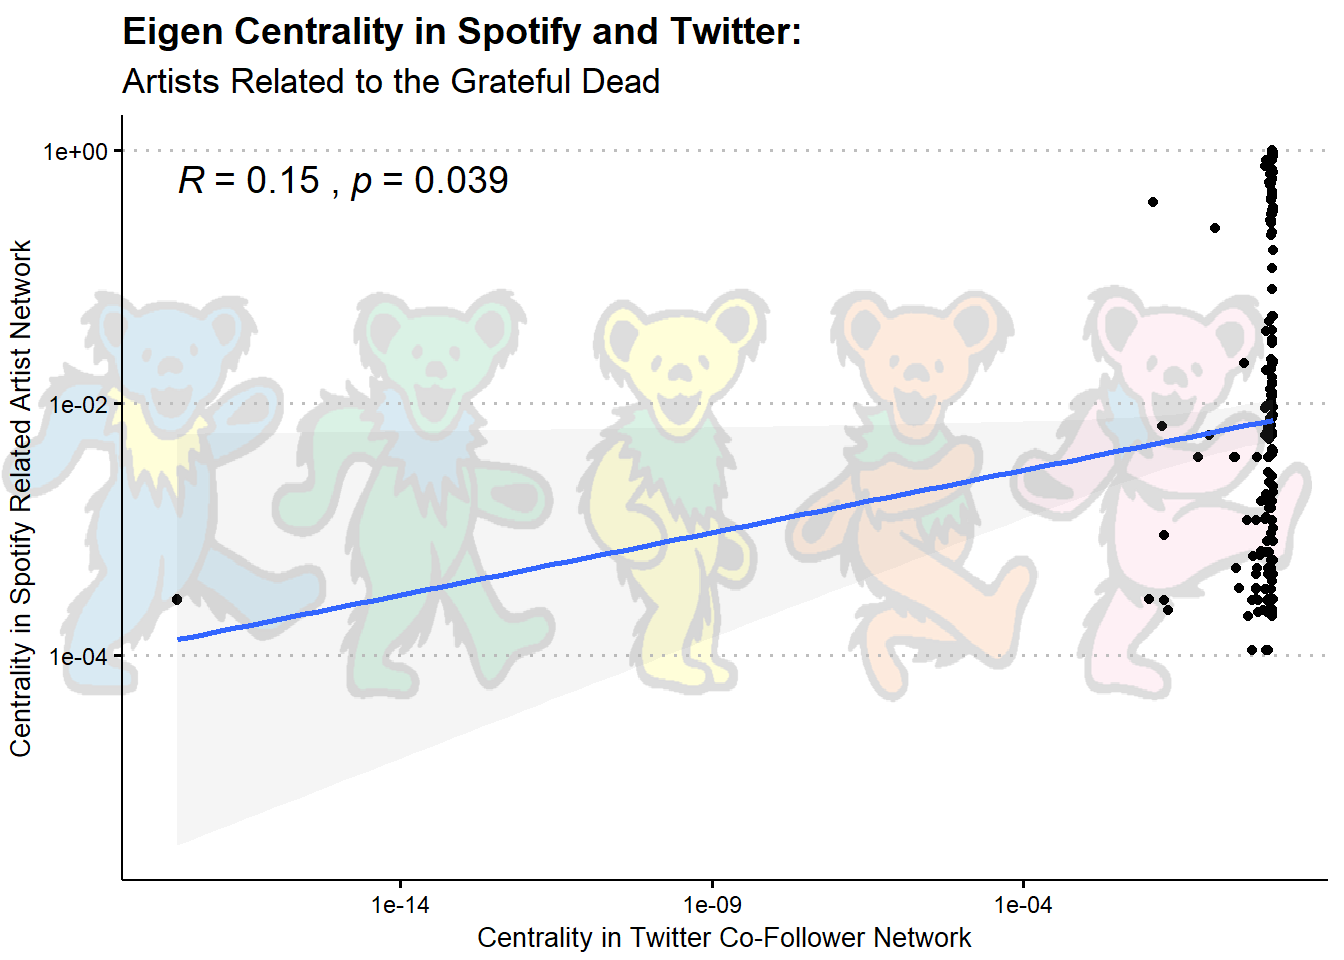 Eigen Centrality in Spotify and Twitter:
Artists Related to the Grateful Dead
R = 0.15 , p = 0.039
Centrality in Spotify Related Artist Network
1e+00
1e-02
1e-04
1e-14
1e-09
1e-04
Centrality in Twitter Co-Follower Network